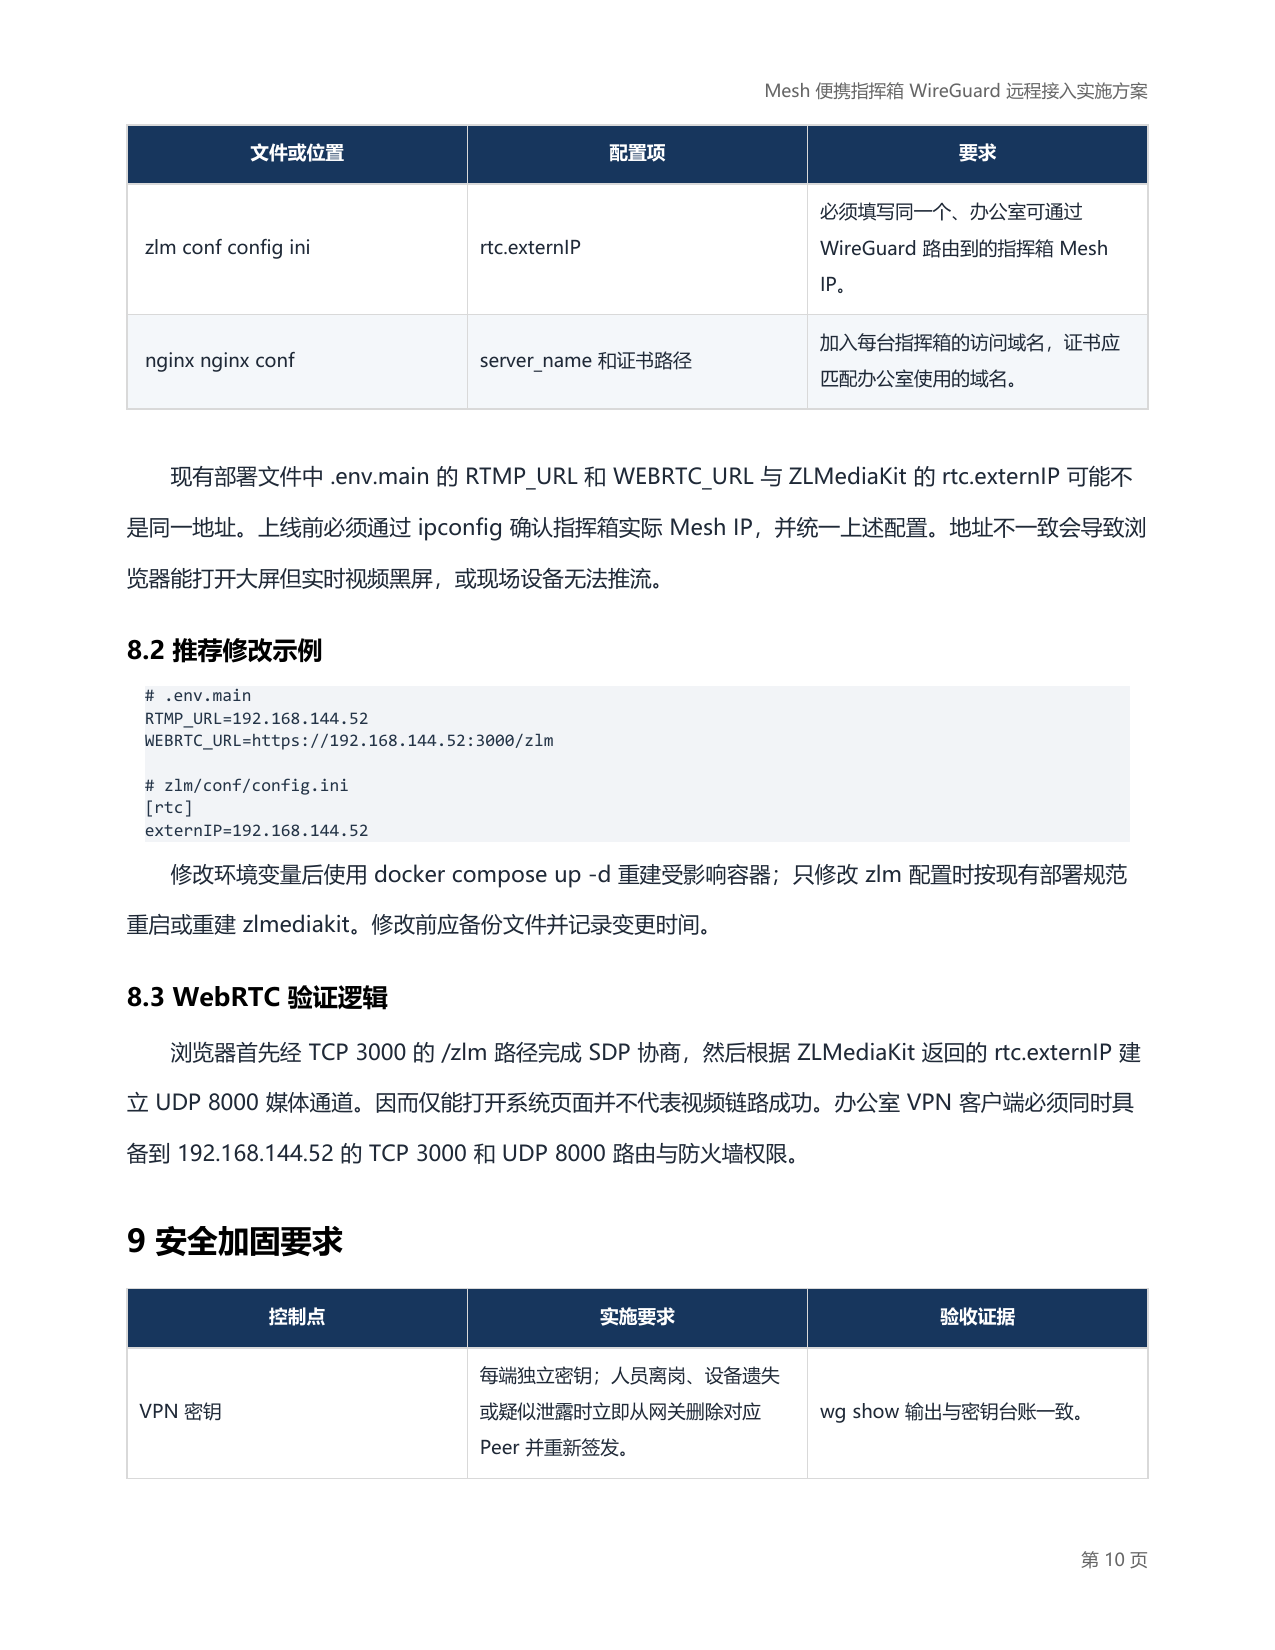 Mesh 便携指挥箱 WireGuard 远程接入实施方案
文件或位置 配置项 要求
zlm conf config ini rtc.externIP 必须填写同一个、办公室可通过
WireGuard 路由到的指挥箱 Mesh
IP。
nginx nginx conf server_name 和证书路径 加入每台指挥箱的访问域名，证书应
匹配办公室使用的域名。
现有部署文件中 .env.main 的 RTMP_URL 和 WEBRTC_URL 与 ZLMediaKit 的 rtc.externIP 可能不
是同一地址。上线前必须通过 ipconfig 确认指挥箱实际 Mesh IP，并统一上述配置。地址不一致会导致浏
览器能打开大屏但实时视频黑屏，或现场设备无法推流。
8.2 推荐修改示例
# .env.main
RTMP_URL=192.168.144.52
WEBRTC_URL=https://192.168.144.52:3000/zlm
# zlm/conf/config.ini
[rtc]
externIP=192.168.144.52
修改环境变量后使用 docker compose up -d 重建受影响容器；只修改 zlm 配置时按现有部署规范
重启或重建 zlmediakit。修改前应备份文件并记录变更时间。
8.3 WebRTC 验证逻辑
浏览器首先经 TCP 3000 的 /zlm 路径完成 SDP 协商，然后根据 ZLMediaKit 返回的 rtc.externIP 建
立 UDP 8000 媒体通道。因而仅能打开系统页面并不代表视频链路成功。办公室 VPN 客户端必须同时具
备到 192.168.144.52 的 TCP 3000 和 UDP 8000 路由与防火墙权限。
9 安全加固要求
控制点 实施要求 验收证据
VPN 密钥 每端独立密钥；人员离岗、设备遗失
或疑似泄露时立即从网关删除对应
Peer 并重新签发。
wg show 输出与密钥台账一致。
第 10 页